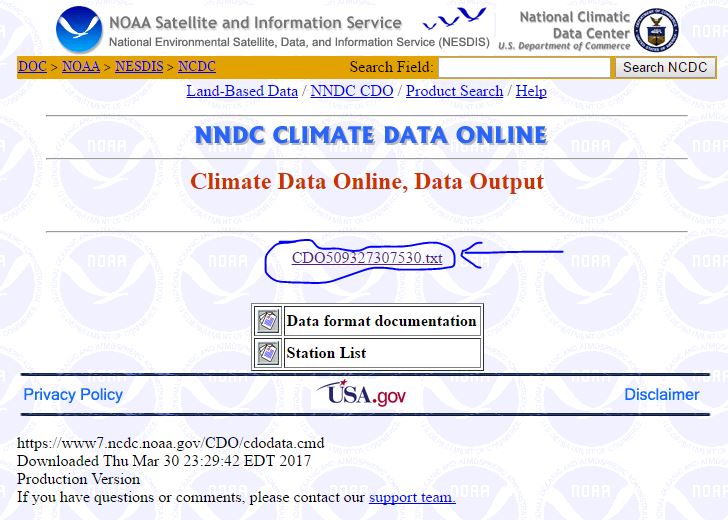 NOAA Satellite and Information Service
National Environmental Satellite, Data, and Information Service (NESDIS)
National Climatic
Data Center
U.S. Department of Commerce
DOC > NOAA > NESDIS > NCDC
Search Field:
Search NCDC
Land-Based Data / NNDC CDO / Product Search / Help
NNDC CLIMATE DATA ONLINE
Climate Data Online, Data Output
CDO509327307530.txt
Data format documentation
Station List
Privacy Policy
USA.gov
Disclaimer
https://www7.ncdc.noaa.gov/CDO/cdodata.cmd
Downloaded Thu Mar 30 23:29:42 EDT 2017
Production Version
If you have questions or comments, please contact our support team.